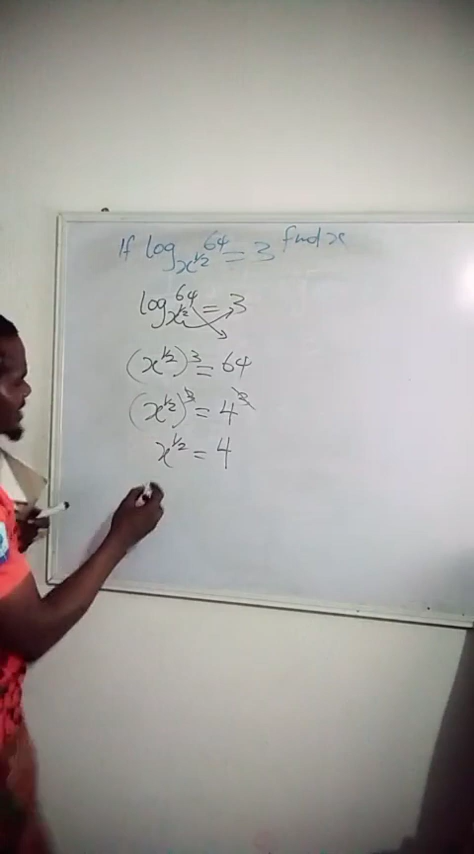 If log_{x^{1/2}} 64 = 3 find x
log_{x^{1/2}} 64 = 3
(x^{1/2})^3 = 64
(x^{1/2})^3 = 4^3
x^{1/2} = 4